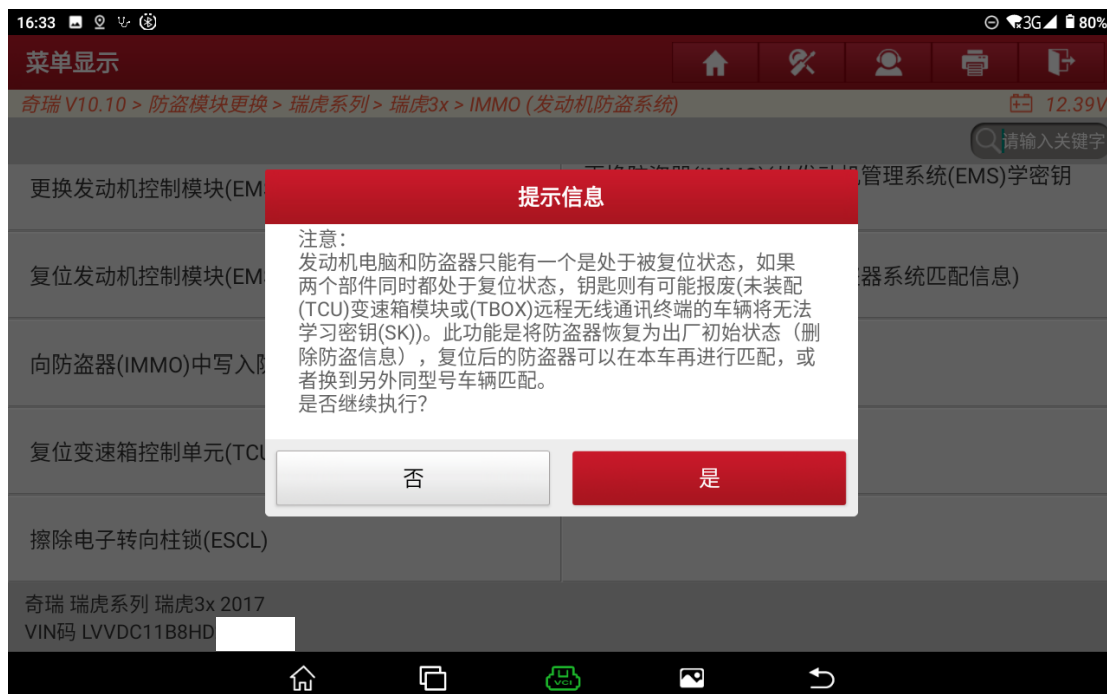 16:33
3G 80%
菜单显示
奇瑞 V10.10 > 防盗模块更换 > 瑞虎系列 > 瑞虎3x > IMMO (发动机防盗系统)
12.39V
请输入关键字
更换发动机控制模块(EM
管理系统(EMS)学密钥
复位发动机控制模块(EM
器系统匹配信息)
向防盗器(IMMO)中写入
复位变速箱控制单元(TC
擦除电子转向柱锁(ESCL)
提示信息
注意：
发动机电脑和防盗器只能有一个是处于被复位状态，如果
两个部件同时都处于复位状态，钥匙则有可能报废(未装配
(TCU)变速箱模块或(TBOX)远程无线通讯终端的车辆将无法
学习密钥(SK))。此功能是将防盗器恢复为出厂初始状态（删
除防盗信息），复位后的防盗器可以在本车再进行匹配，或
者换到另外同型号车辆匹配。
是否继续执行？
否
是
奇瑞 瑞虎系列 瑞虎3x 2017
VIN码 LVVDC11B8HD
VCI